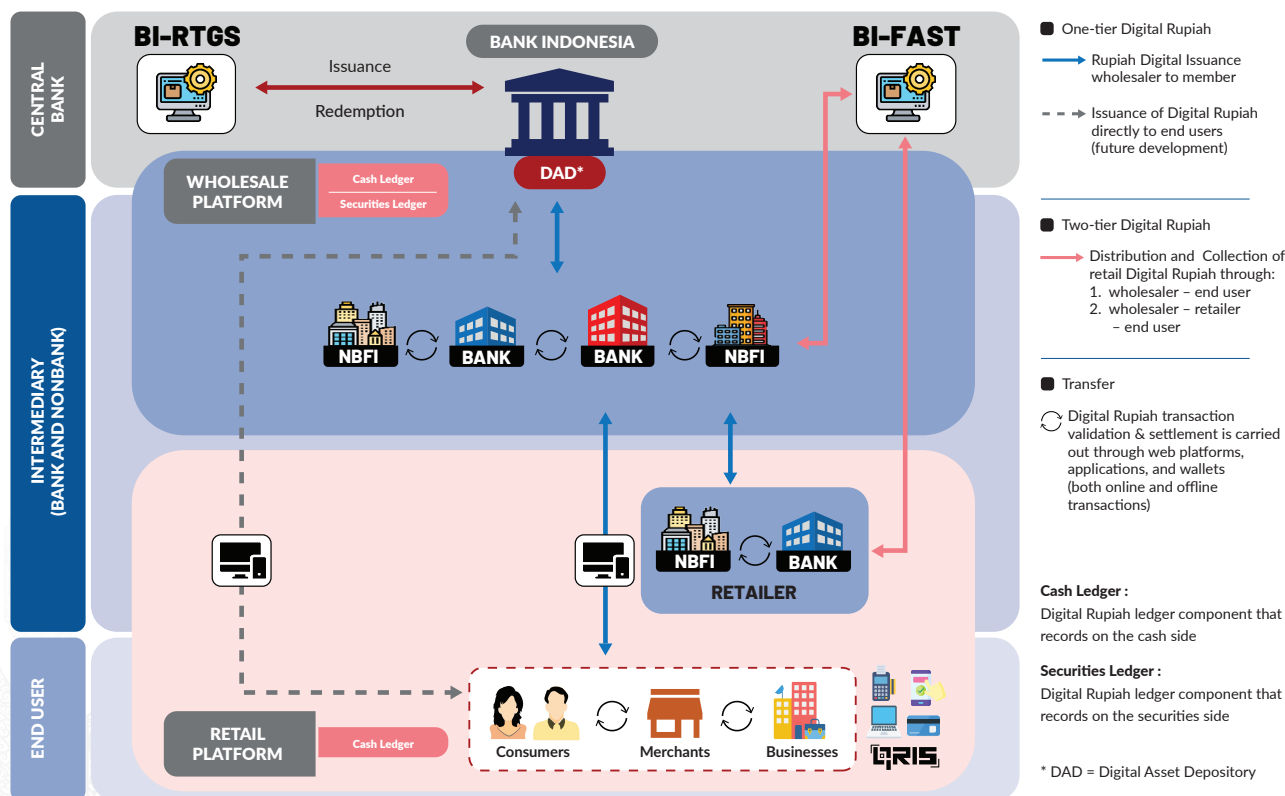 BI-RTGS
BANK INDONESIA
BI-FAST
Issuance
Redemption
CENTRAL
BANK
DAD*
WHOLESALE
PLATFORM
Cash Ledger
Securities Ledger
INTERMEDIARY
(BANK AND NONBANK)
NBFI
BANK
BANK
NBFI
NBFI
BANK
RETAILER
END USER
RETAIL
PLATFORM
Cash Ledger
Consumers
Merchants
Businesses
QRIS
One-tier Digital Rupiah
Rupiah Digital Issuance
wholesaler to member
Issuance of Digital Rupiah
directly to end users
(future development)
Two-tier Digital Rupiah
Distribution and Collection of
retail Digital Rupiah through:
1. wholesaler – end user
2. wholesaler – retailer
– end user
Transfer
Digital Rupiah transaction
validation & settlement is carried
out through web platforms,
applications, and wallets
(both online and offline
transactions)
Cash Ledger :
Digital Rupiah ledger component that
records on the cash side
Securities Ledger :
Digital Rupiah ledger component that
records on the securities side
* DAD = Digital Asset Depository